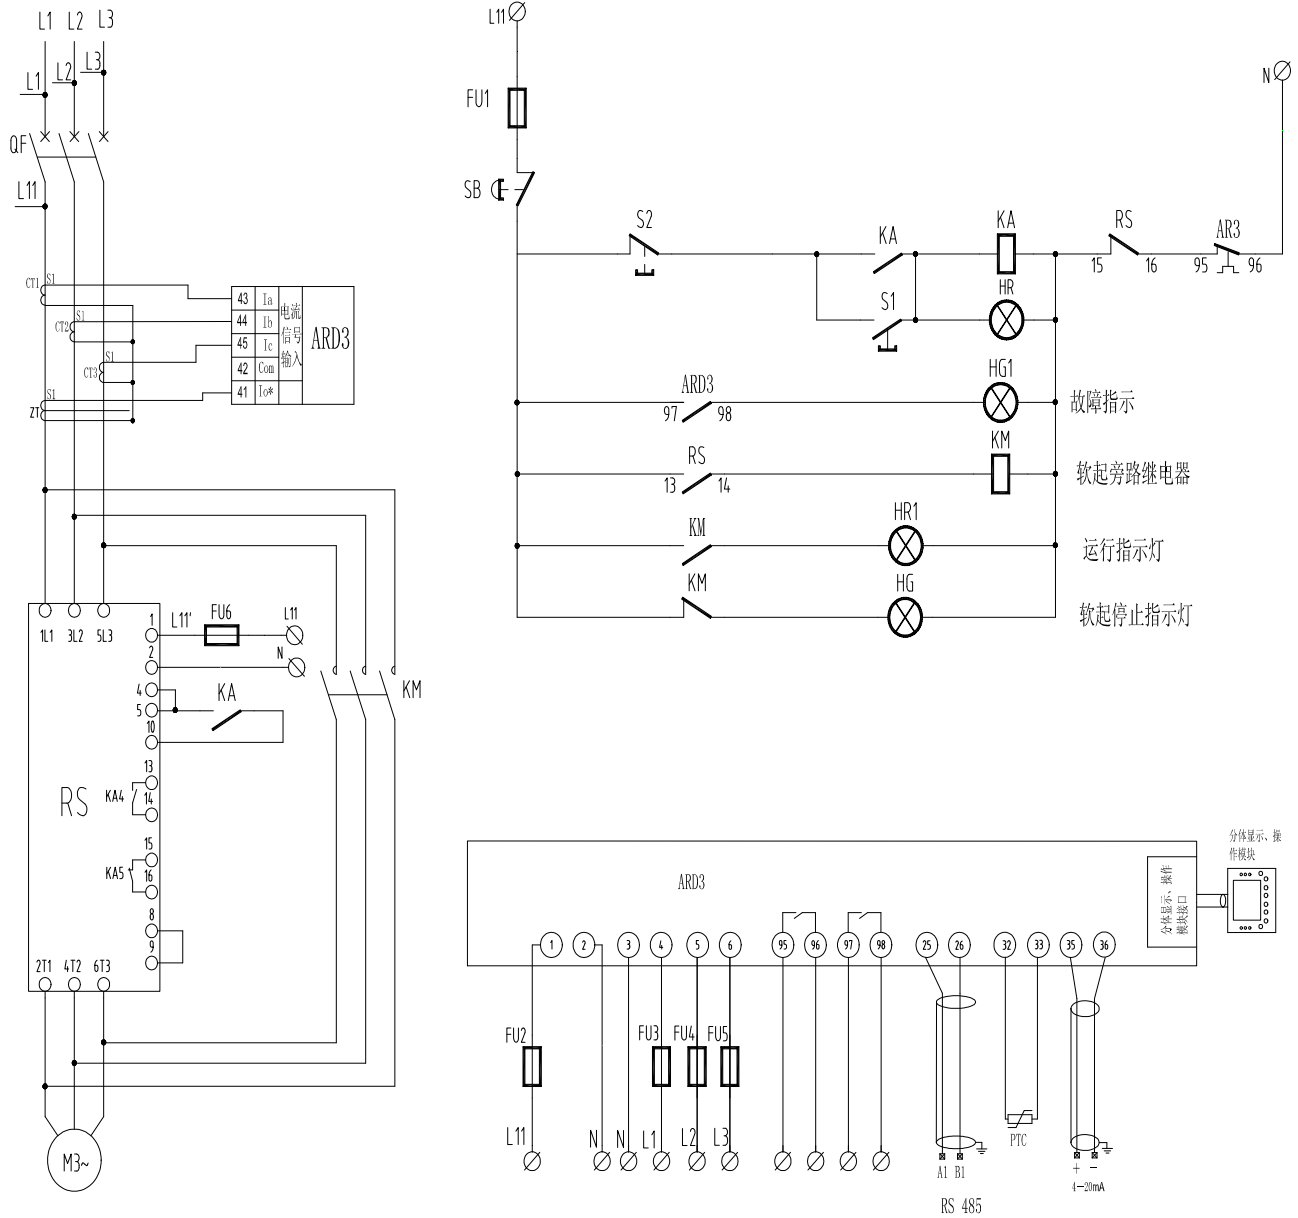 L1 L2 L3
L1 L2 L3
QF
L11
CT1 S1
CT2 S1
CT3 S1
ZT S1
43 Ia
44 Ib
45 Ic
42 Com
41 Io*
电流
信号
输入
ARD3
1L1 3L2 5L3
1 L11' FU6 L11
2 N
4
5 KA
10
13
KA4 14
RS
15
KA5 16
8
9
2T1 4T2 6T3
KM
M3~
L11
FU1
SB
N
S2 KA KA RS AR3
15 16 95 96
S1 HR
ARD3 HG1
97 98 故障指示
RS KM
13 14 软起旁路继电器
KM HR1 运行指示灯
KM HG 软起停止指示灯
ARD3
分体显示、操作
模块接口
分体显示、操
作模块
1 2 3 4 5 6 95 96 97 98 25 26 32 33 35 36
FU2 FU3 FU4 FU5
L11 N N L1 L2 L3
PTC
A1 B1
RS 485
+ −
4—20mA